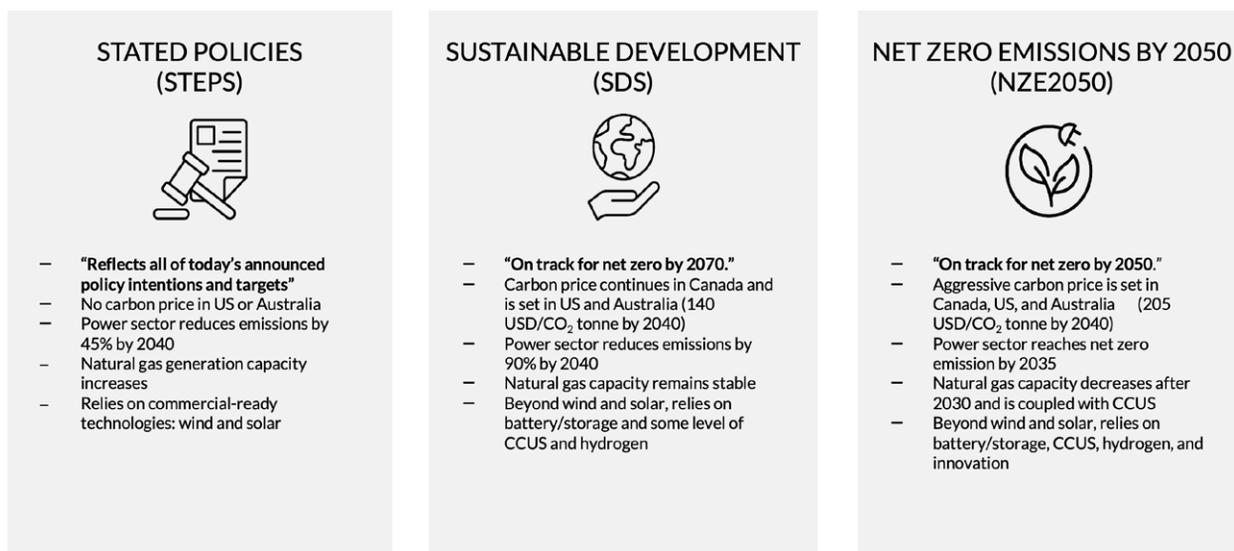 STATED POLICIES
(STEPS)
— “Reflects all of today’s announced
policy intentions and targets”
— No carbon price in US or Australia
— Power sector reduces emissions by
45% by 2040
– Natural gas generation capacity
increases
– Relies on commercial-ready
technologies: wind and solar
SUSTAINABLE DEVELOPMENT
(SDS)
— “On track for net zero by 2070.”
— Carbon price continues in Canada and
is set in US and Australia (140
USD/CO₂ tonne by 2040)
— Power sector reduces emissions by
90% by 2040
— Natural gas capacity remains stable
— Beyond wind and solar, relies on
battery/storage and some level of
CCUS and hydrogen
NET ZERO EMISSIONS BY 2050
(NZE2050)
— “On track for net zero by 2050.”
— Aggressive carbon price is set in
Canada, US, and Australia (205
USD/CO₂ tonne by 2040)
— Power sector reaches net zero
emission by 2035
— Natural gas capacity decreases after
2030 and is coupled with CCUS
— Beyond wind and solar, relies on
battery/storage, CCUS, hydrogen, and
innovation